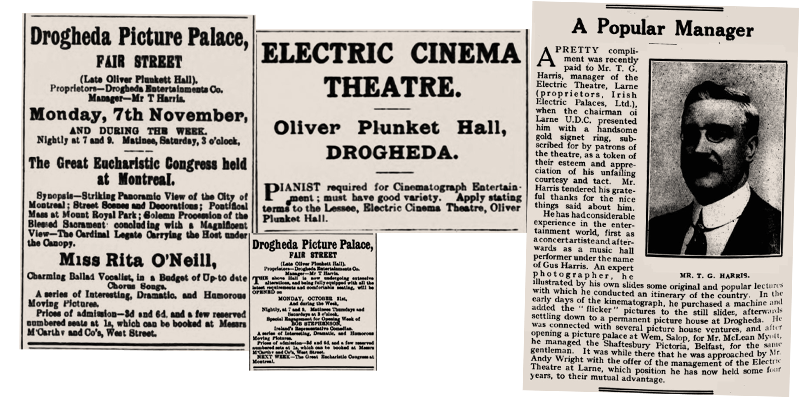 Drogheda Picture Palace,
FAIR STREET
(Late Oliver Plunkett Hall).
Proprietors—Drogheda Entertainments Co.
Manager—Mr T Harris.
Monday, 7th November,
AND DURING THE WEEK.
Nightly at 7 and 9. Matinee, Saturday, 3 o'clock,
The Great Eucharistic Congress held
at Montreal.
Synopsis—Striking Panoramic View of the City of
Montreal; Street Scenes and Decorations; Pontifical
Mass at Mount Royal Park; Solemn Procession of the
Blessed Sacrament concluding with a Magnificent
View—The Cardinal Legate Carrying the Host under
the Canopy.
Miss Rita O'Neill,
Charming Ballad Vocalist, in a Budget of Up-to date
Chorus Songs.
A series of Interesting, Dramatic, and Humorous
Moving Pictures.
Prices of admission—3d and 6d, and a few reserved
numbered seats at 1s, which can be booked at Messrs
M'Carthy and Co's, West Street.
ELECTRIC CINEMA
THEATRE.
Oliver Plunket Hall,
DROGHEDA.
PIANIST required for Cinematograph Entertain-
ment; must have good variety. Apply stating
terms to the Lessee, Electric Cinema Theatre, Oliver
Plunket Hall.
Drogheda Picture Palace,
FAIR STREET
(Late Oliver Plunkett Hall).
Proprietors—Drogheda Entertainments Co.
Manager—Mr T Harris.
THIS above Hall is now undergoing extensive
alterations, and being fully equipped with all the
latest requirements and comfortable seating, will be
OPENED on
MONDAY, OCTOBER 31st,
And during the Week.
Nightly, at 7 and 9. Matinees Thursdays and
Saturdays at 3 o'clock.
Special Engagement for Opening Week of
JOE STEPHENSON,
Ireland's Representative Comedian.
A series of Interesting, Dramatic, and Humorous
Moving Pictures.
Prices of Admission—3d and 6d, and a few reserved
numbered seats at 1s, which can be booked at Messrs
M'Carthy and Co's, West Street.
NEXT WEEK—The Great Eucharistic Congress at
Montreal.
A Popular Manager
A PRETTY compli-
ment was recently
paid to Mr. T. G.
Harris, manager of the
Electric Theatre, Larne
(proprietors, Irish
Electric Palaces, Ltd.),
when the chairman of
Larne U.D.C. presented
him with a handsome
gold signet ring, sub-
scribed for by patrons of
the theatre, as a token of
their esteem and appre-
ciation of his unfailing
courtesy and tact. Mr.
Harris tendered his grate-
ful thanks for the nice
things said about him.
He has had considerable
experience in the enter-
tainment world, first as
a concert artiste and after-
wards as a music hall
performer under the name
of Gus Harris. An expert
photographer, he
MR. T. G. HARRIS.
illustrated by his own slides some original and popular lectures
with which he conducted an itinerary of the country. In the
early days of the kinematograph, he purchased a machine and
added the "flicker" pictures to the still slides, afterwards
settling down to a permanent picture house at Drogheda. He
was connected with several picture house ventures, and after
opening a picture palace at Wem, Salop, for Mr. McLean Myott,
he managed the Shaftesbury Pictoria, Belfast, for the same
gentleman. It was while there that he was approached by Mr.
Andy Wright with the offer of the management of the Electric
Theatre at Larne, which position he has now held some four
years, to their mutual advantage.